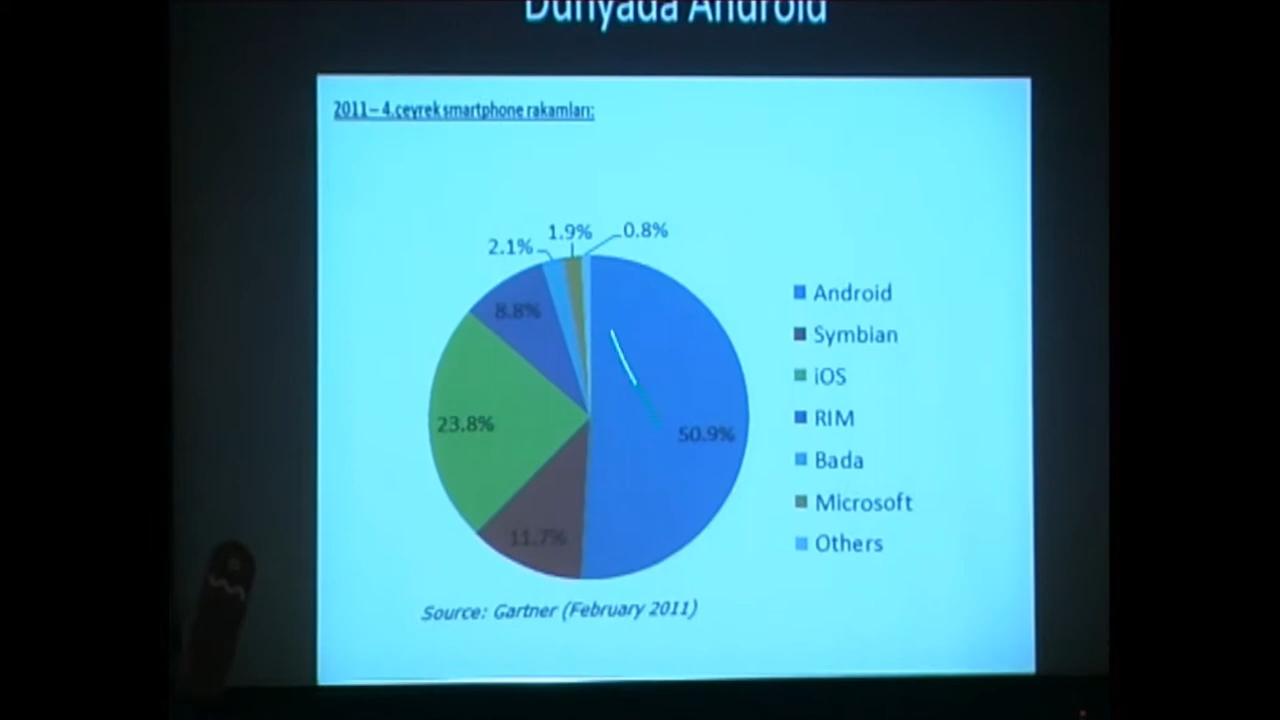 Dünyada Android
2011 – 4.çeyrek smartphone rakamları:
1.9%
0.8%
2.1%
8.8%
23.8%
50.9%
11.7%
Android
Symbian
iOS
RIM
Bada
Microsoft
Others
Source: Gartner (February 2011)